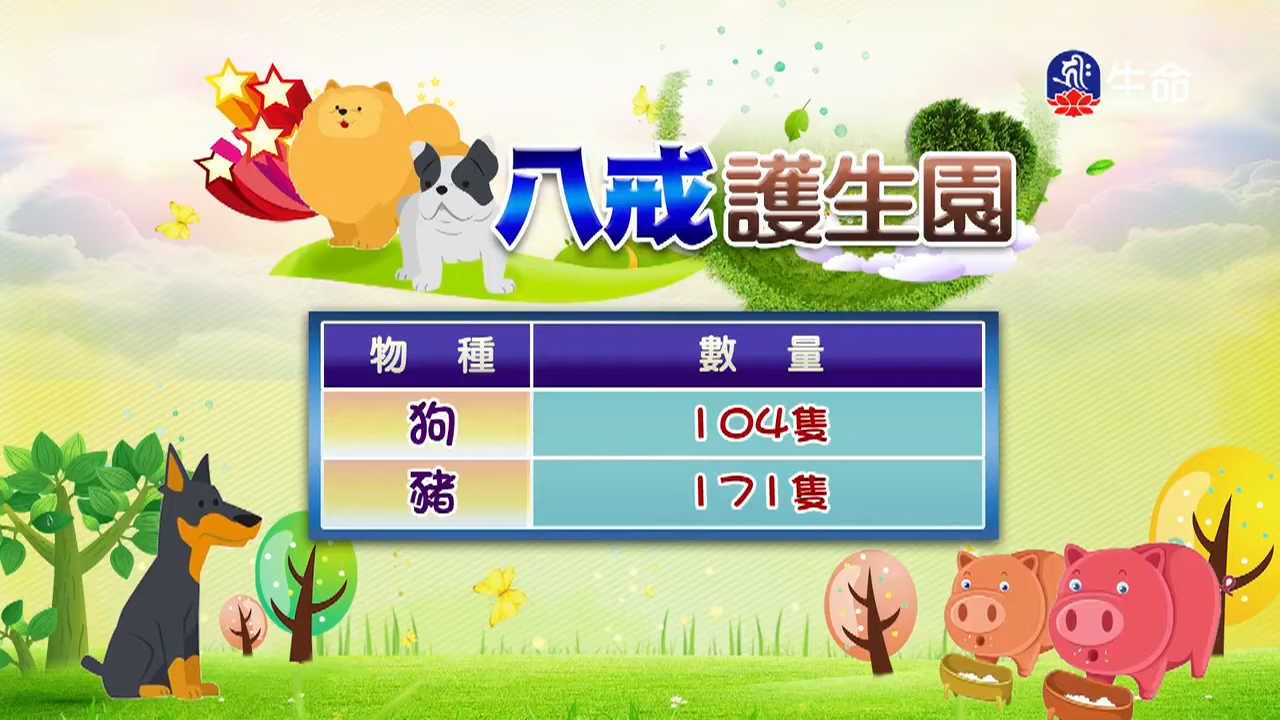 生命
八戒護生園
物種 數量
狗 104隻
豬 171隻